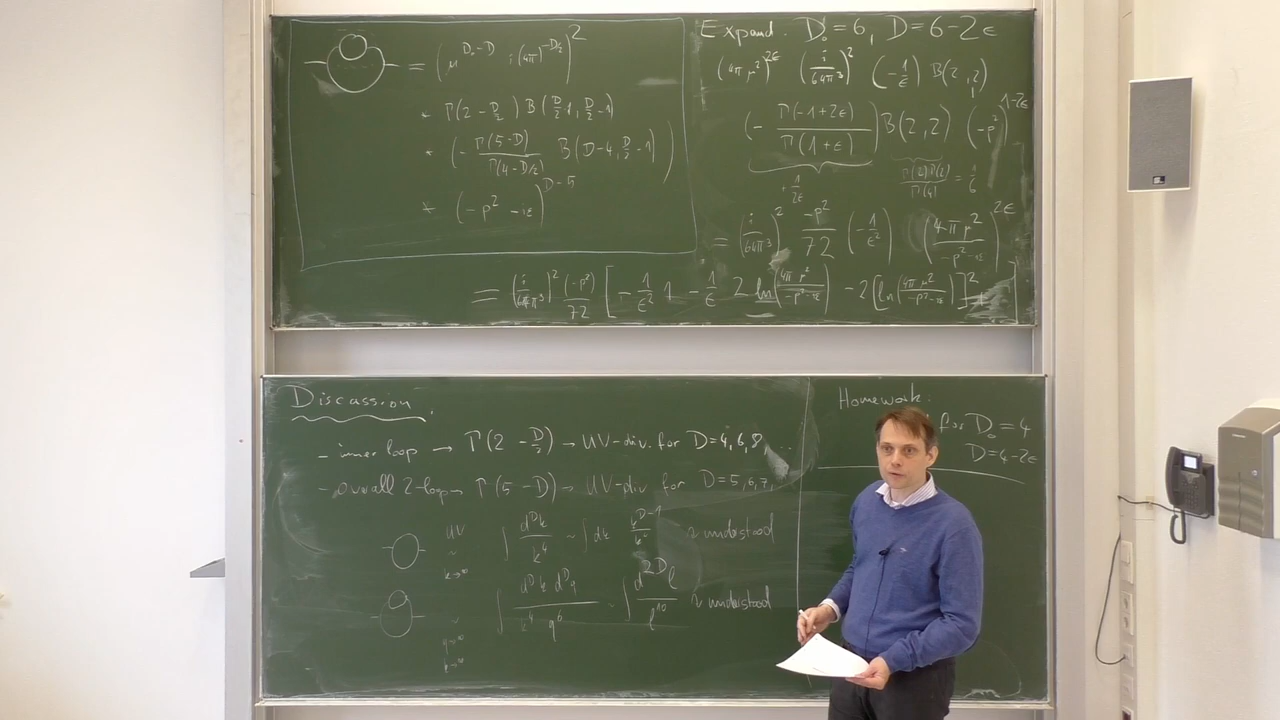 = (μ^{D₀-D} i(4π)^{-D/2})²
* Γ(2-D/2) B(D/2-1, D/2-1)
* (- Γ(5-D)/Γ(4-D/2) B(D-4, D/2-1))
* (-p²-iε)^{D-5}
Expand. D₀=6, D=6-2ε
(4πμ²)^{2ε} (i/64π³)² (-1/ε) B(2,2)
(- Γ(-1+2ε)/Γ(1+ε)) B(2,2) (-p²)^{1-2ε}
+ 1/2ε Γ(2)Γ(2)/Γ(4) = 1/6
= (i/64π³)² -p²/72 (-1/ε²) (4πμ²/-p²-iε)^{2ε}
= (i/64π³)² (-p²)/72 [-1/ε² 1 - 1/ε 2 ln(4πμ²/-p²-iε) - 2[ln(4πμ²/-p²-iε)]²]
Discussion.
- inner loop → Γ(2-D/2) → UV-div. for D=4,6,8,...
- overall 2-loop → Γ(5-D) → UV-div for D=5,6,7,
UV ~ k→∞ ∫ d^Dk/k⁴ ~ ∫dk k^{D-1}/k⁴ ~ understood
~ q→∞ k→∞ ∫ d^Dk d^Dq/k⁴ q⁶ ~ ∫ d^{2D}l/l¹⁰ ~ understood
Homework:
for D₀=4
D=4-2ε